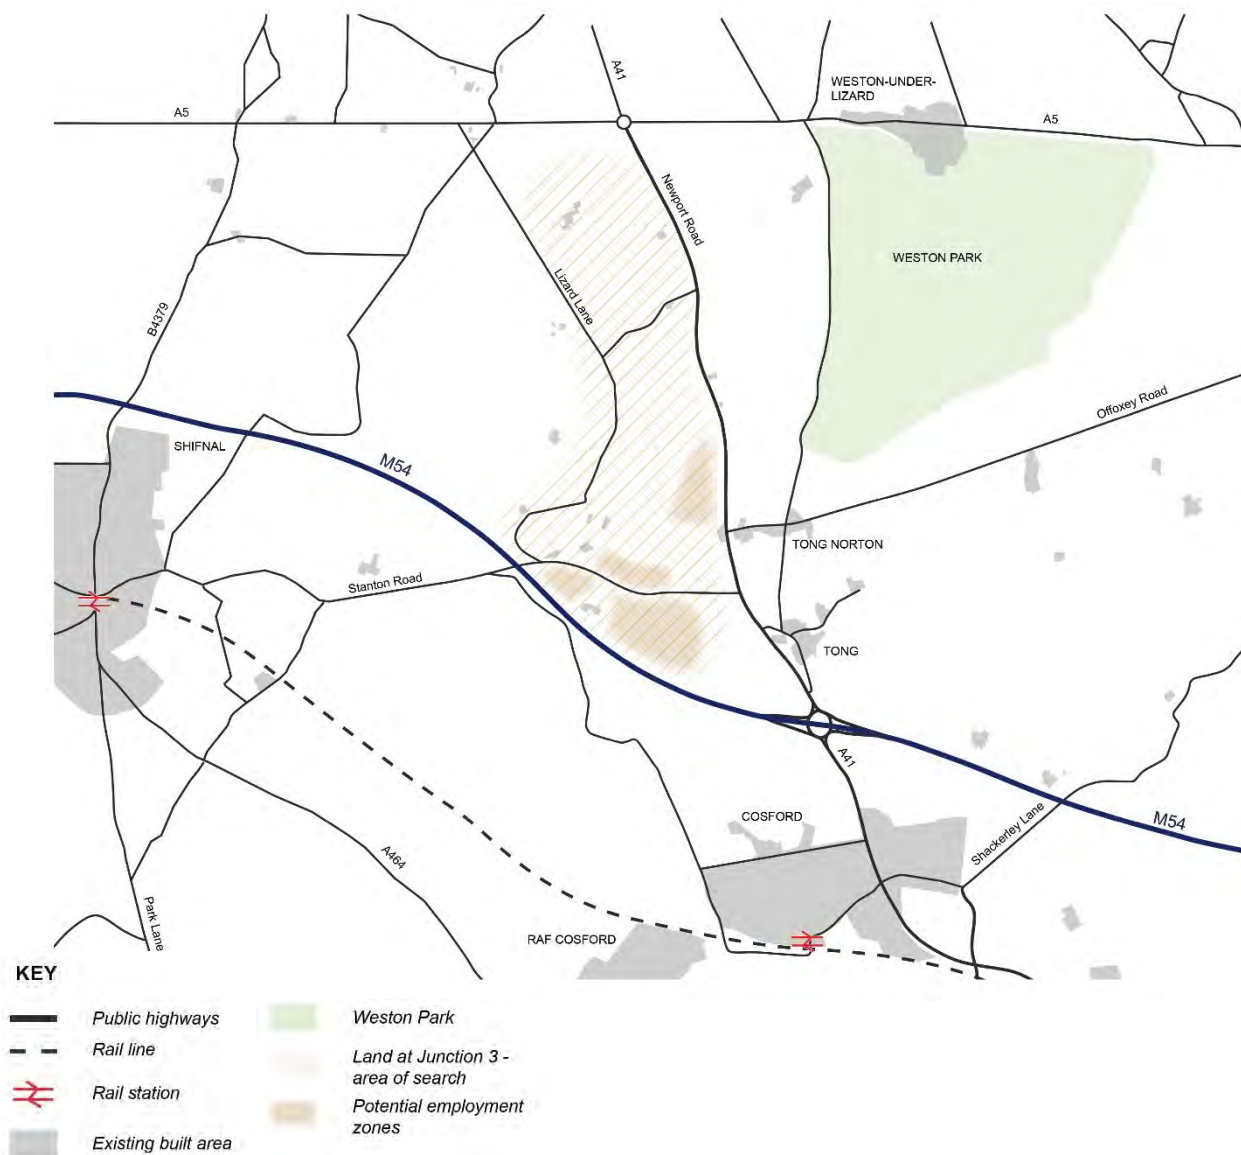 A41
WESTON-UNDER-
LIZARD
A5
A5
Newport Road
WESTON PARK
Lizard Lane
B4379
Offoxey Road
SHIFNAL
M54
TONG NORTON
Stanton Road
TONG
A41
COSFORD
Shackerley Lane
M54
A464
Park Lane
RAF COSFORD
KEY
Public highways
Rail line
Rail station
Existing built area
Weston Park
Land at Junction 3 -
area of search
Potential employment
zones